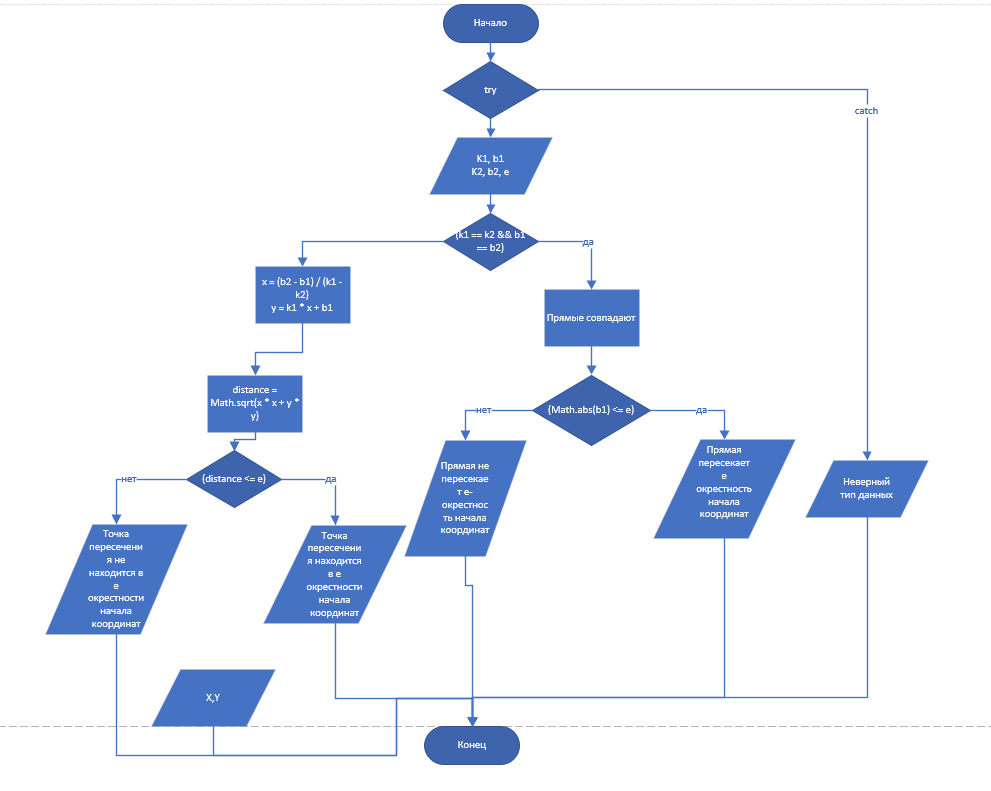 Начало
try
catch
K1, b1
K2, b2, e
(k1 == k2 && b1
== b2)
да
x = (b2 - b1) / (k1 -
k2)
y = k1 * x + b1
Прямые совпадают
distance =
Math.sqrt(x * x + y *
y)
(Math.abs(b1) <= e)
нет
да
(distance <= e)
нет
да
Прямая не
пересекае
т е-
окрестнос
ть начала
координат
Прямая
пересекает
е
окрестность
начала
координат
Неверный
тип данных
Точка
пересечени
я не
находится в
е
окрестности
начала
координат
Точка
пересечени
я находится
в е
окрестности
начала
координат
X,Y
Конец